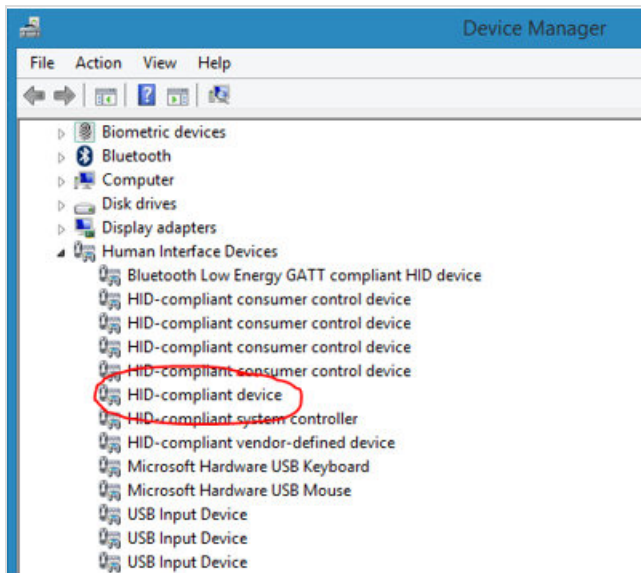 Device Manager
File Action View Help
Biometric devices
Bluetooth
Computer
Disk drives
Display adapters
Human Interface Devices
Bluetooth Low Energy GATT compliant HID device
HID-compliant consumer control device
HID-compliant consumer control device
HID-compliant consumer control device
HID-compliant consumer control device
HID-compliant device
HID-compliant system controller
HID-compliant vendor-defined device
Microsoft Hardware USB Keyboard
Microsoft Hardware USB Mouse
USB Input Device
USB Input Device
USB Input Device